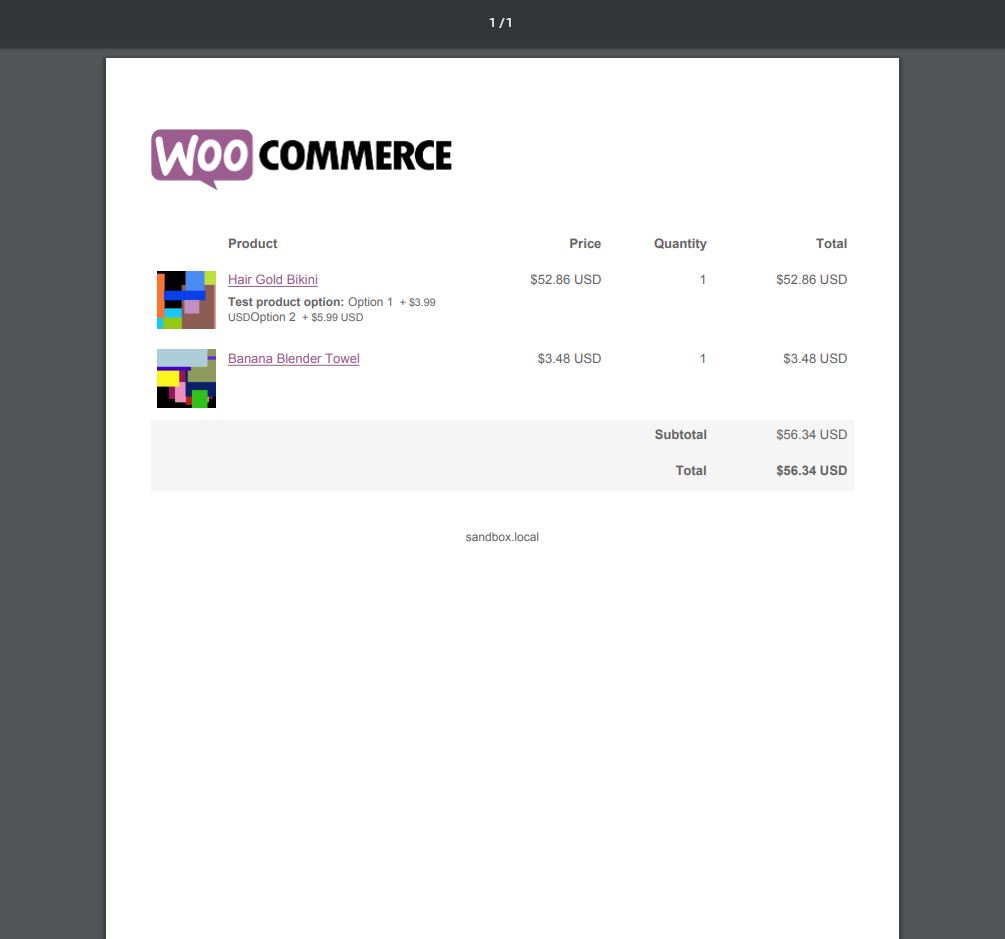 1 / 1
WOO COMMERCE
Product Price Quantity Total
Hair Gold Bikini $52.86 USD 1 $52.86 USD
Test product option: Option 1 + $3.99
USDOption 2 + $5.99 USD
Banana Blender Towel $3.48 USD 1 $3.48 USD
Subtotal $56.34 USD
Total $56.34 USD
sandbox.local